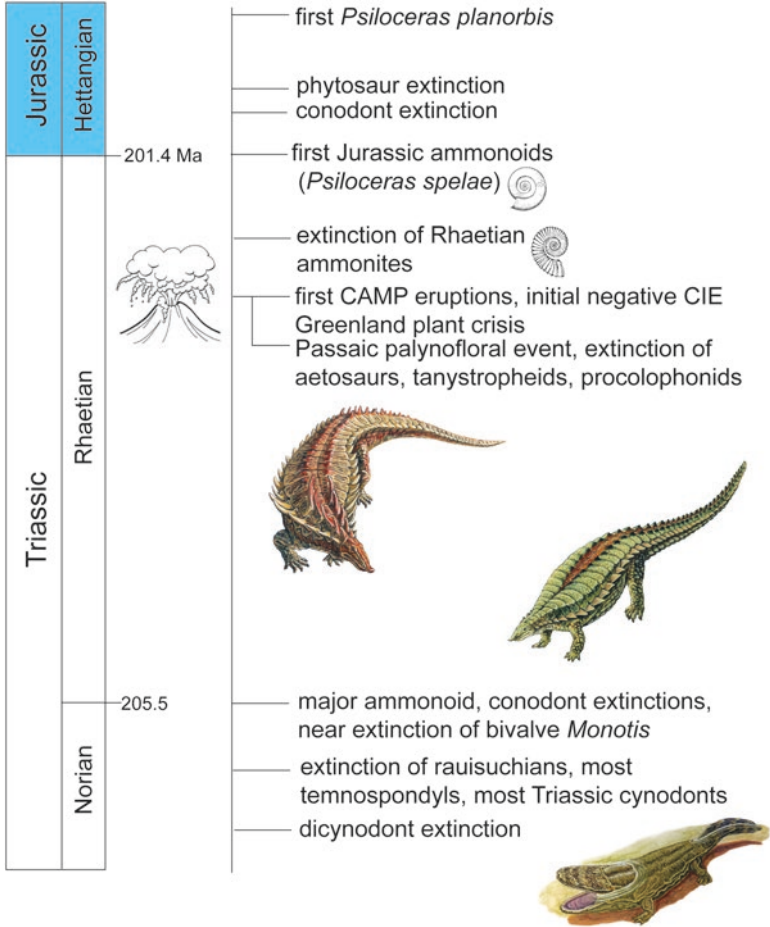 Jurassic
Hettangian
first Psiloceras planorbis
phytosaur extinction
conodont extinction
201.4 Ma
first Jurassic ammonoids
(Psiloceras spelae)
Triassic
Rhaetian
extinction of Rhaetian
ammonites
first CAMP eruptions, initial negative CIE
Greenland plant crisis
Passaic palynofloral event, extinction of
aetosaurs, tanystropheids, procolophonids
205.5
major ammonoid, conodont extinctions,
near extinction of bivalve Monotis
Norian
extinction of rauisuchians, most
temnospondyls, most Triassic cynodonts
dicynodont extinction